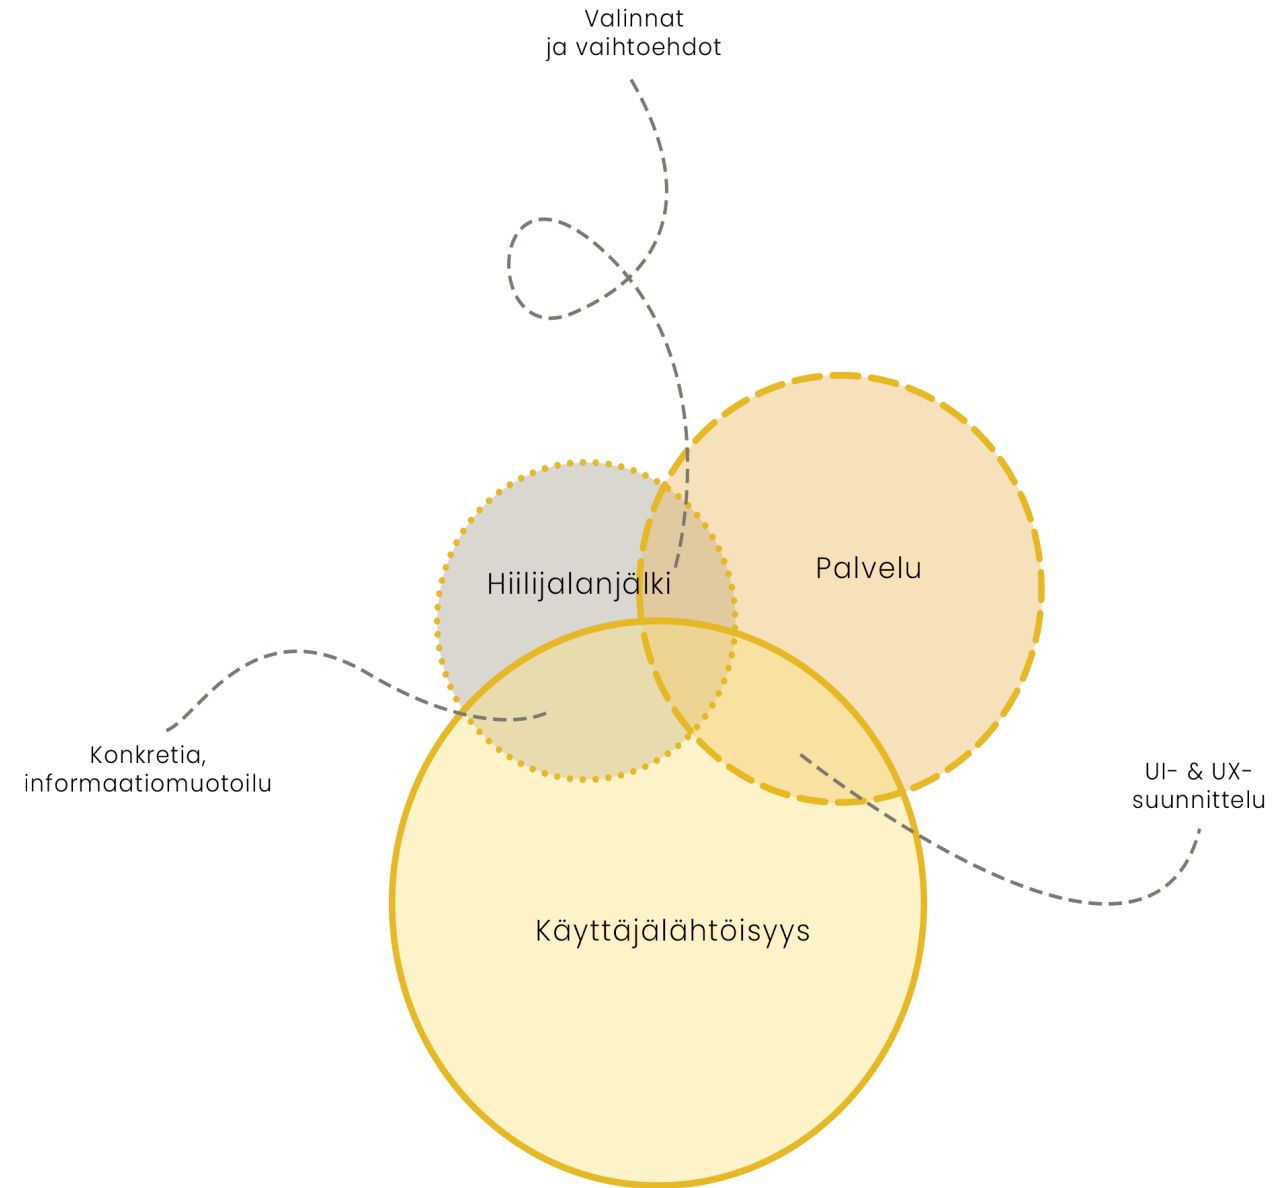 Valinnat
ja vaihtoehdot
Palvelu
Hiilijalanjälki
Konkretia,
informaatiomuotoilu
UI- & UX-
suunnittelu
Käyttäjälähtöisyys